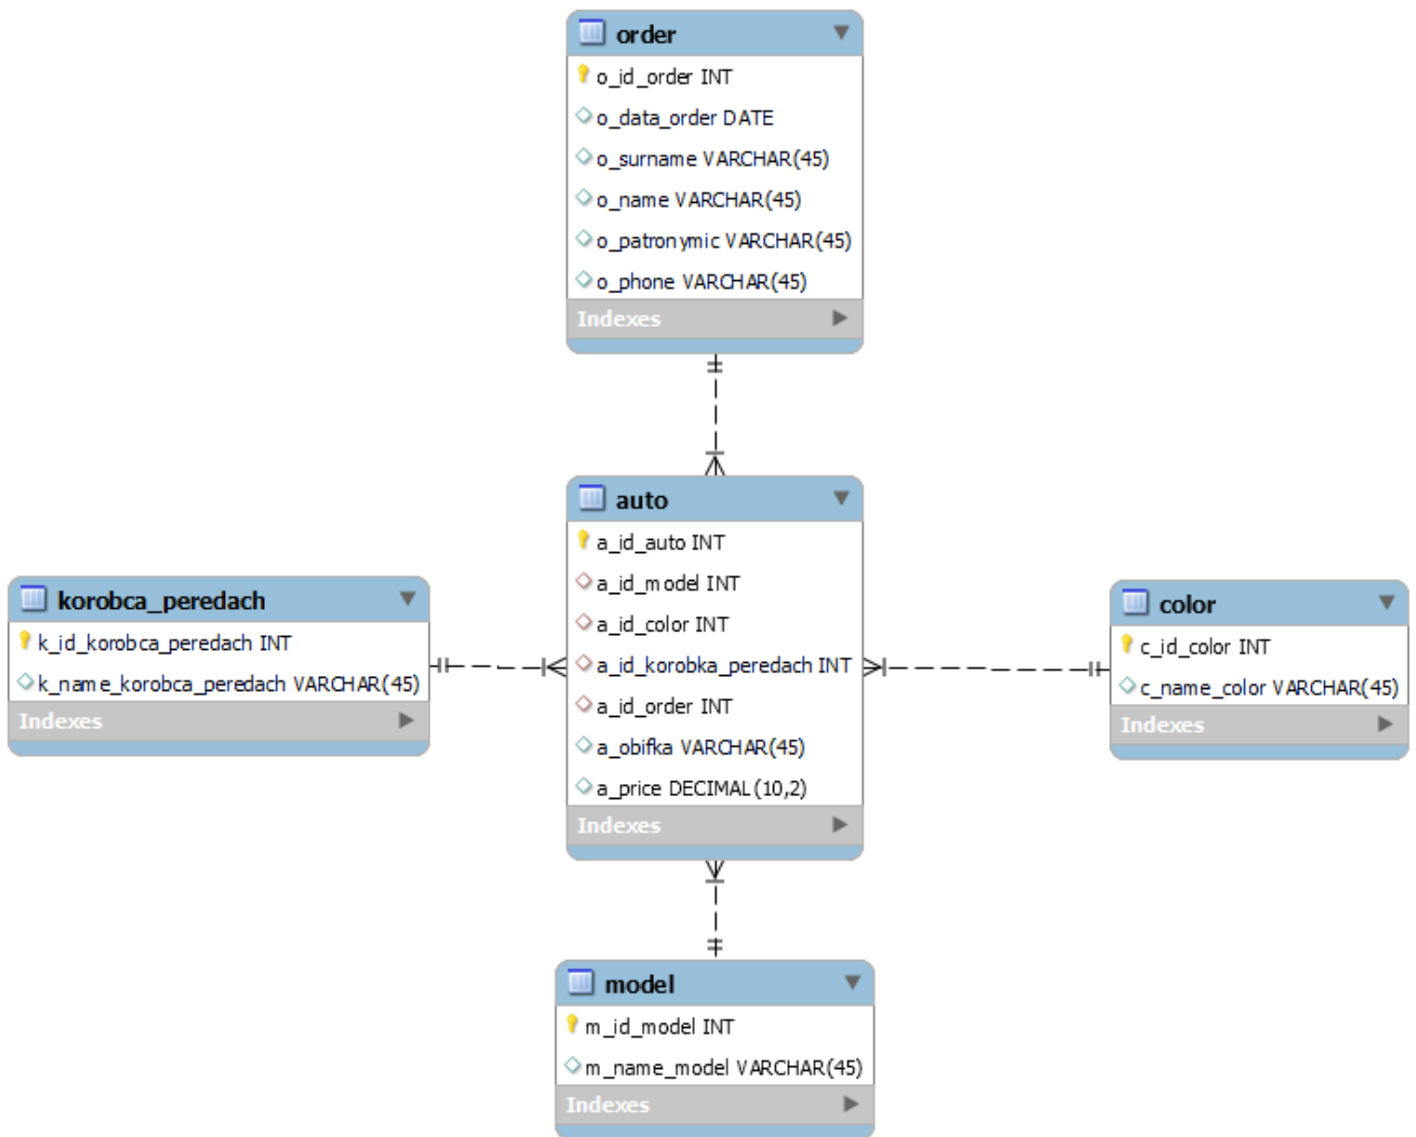 order
o_id_order INT
o_data_order DATE
o_surname VARCHAR(45)
o_name VARCHAR(45)
o_patronymic VARCHAR(45)
o_phone VARCHAR(45)
Indexes
auto
a_id_auto INT
a_id_model INT
a_id_color INT
a_id_korobka_peredach INT
a_id_order INT
a_obifka VARCHAR(45)
a_price DECIMAL(10,2)
Indexes
korobca_peredach
k_id_korobca_peredach INT
k_name_korobca_peredach VARCHAR(45)
Indexes
color
c_id_color INT
c_name_color VARCHAR(45)
Indexes
model
m_id_model INT
m_name_model VARCHAR(45)
Indexes